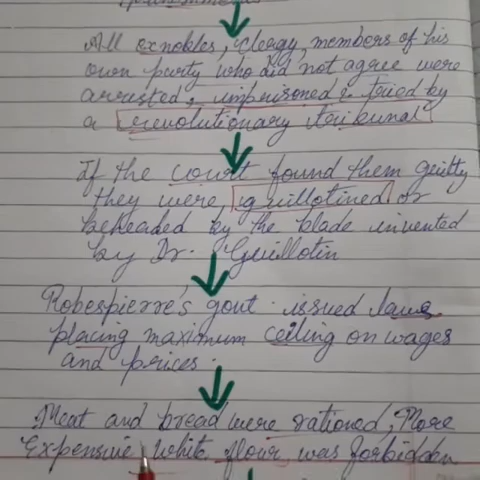 All exnobles, clergy, members of his
own party who did not agree were
arrested, imprisoned & tried by
a revolutionary tribunal
If the court found them guilty
they were guillotined or
beheaded by the blade invented
by Dr. Guillotin
Robespierre's govt. issued laws
placing maximum ceiling on wages
and prices.
Meat and bread were rationed, More
Expensive white flour was forbidden